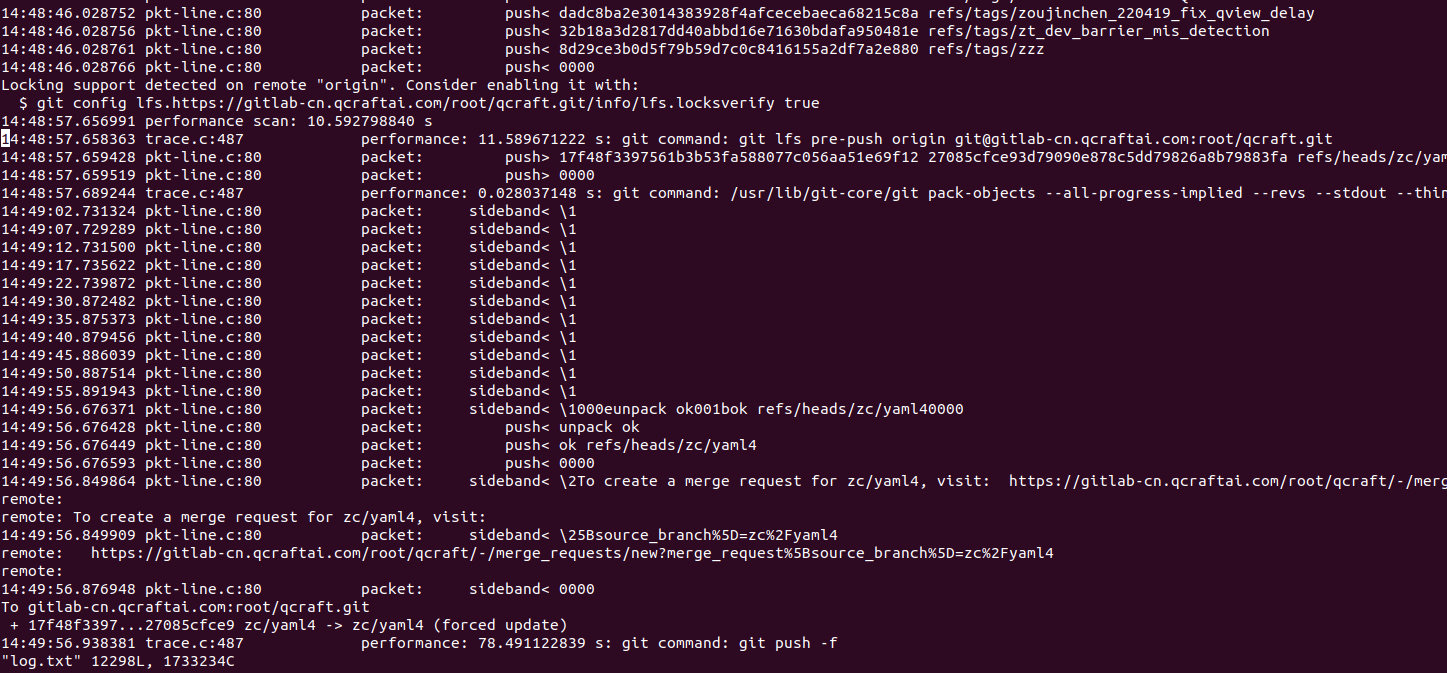 14:48:46.028752 pkt-line.c:80 packet: push< dadc8ba2e3014383928f4afcecebaeca68215c8a refs/tags/zoujinchen_220419_fix_qview_delay
14:48:46.028756 pkt-line.c:80 packet: push< 32b18a3d2817dd40abbd16e71630bdafa950481e refs/tags/zt_dev_barrier_mis_detection
14:48:46.028761 pkt-line.c:80 packet: push< 8d29ce3b0d5f79b59d7c0c8416155a2df7a2e880 refs/tags/zzz
14:48:46.028766 pkt-line.c:80 packet: push< 0000
Locking support detected on remote "origin". Consider enabling it with:
$ git config lfs.https://gitlab-cn.qcraftai.com/root/qcraft.git/info/lfs.locksverify true
14:48:57.656991 performance scan: 10.592798840 s
14:48:57.658363 trace.c:487 performance: 11.589671222 s: git command: git lfs pre-push origin git@gitlab-cn.qcraftai.com:root/qcraft.git
14:48:57.659428 pkt-line.c:80 packet: push> 17f48f3397561b3b53fa588077c056aa51e69f12 27085cfce93d79090e878c5dd79826a8b79883fa refs/heads/zc/yam
14:48:57.659519 pkt-line.c:80 packet: push> 0000
14:48:57.689244 trace.c:487 performance: 0.028037148 s: git command: /usr/lib/git-core/git pack-objects --all-progress-implied --revs --stdout --thin
14:49:02.731324 pkt-line.c:80 packet: sideband< \1
14:49:07.729289 pkt-line.c:80 packet: sideband< \1
14:49:12.731500 pkt-line.c:80 packet: sideband< \1
14:49:17.735622 pkt-line.c:80 packet: sideband< \1
14:49:22.739872 pkt-line.c:80 packet: sideband< \1
14:49:30.872482 pkt-line.c:80 packet: sideband< \1
14:49:35.875373 pkt-line.c:80 packet: sideband< \1
14:49:40.879456 pkt-line.c:80 packet: sideband< \1
14:49:45.886039 pkt-line.c:80 packet: sideband< \1
14:49:50.887514 pkt-line.c:80 packet: sideband< \1
14:49:55.891943 pkt-line.c:80 packet: sideband< \1
14:49:56.676371 pkt-line.c:80 packet: sideband< \1000eunpack ok001bok refs/heads/zc/yaml40000
14:49:56.676428 pkt-line.c:80 packet: push< unpack ok
14:49:56.676449 pkt-line.c:80 packet: push< ok refs/heads/zc/yaml4
14:49:56.676593 pkt-line.c:80 packet: push< 0000
14:49:56.849864 pkt-line.c:80 packet: sideband< \2To create a merge request for zc/yaml4, visit: https://gitlab-cn.qcraftai.com/root/qcraft/-/merg
remote:
remote: To create a merge request for zc/yaml4, visit:
14:49:56.849909 pkt-line.c:80 packet: sideband< \25Bsource_branch%5D=zc%2Fyaml4
remote: https://gitlab-cn.qcraftai.com/root/qcraft/-/merge_requests/new?merge_request%5Bsource_branch%5D=zc%2Fyaml4
remote:
14:49:56.876948 pkt-line.c:80 packet: sideband< 0000
To gitlab-cn.qcraftai.com:root/qcraft.git
+ 17f48f3397...27085cfce9 zc/yaml4 -> zc/yaml4 (forced update)
14:49:56.938381 trace.c:487 performance: 78.491122839 s: git command: git push -f
"log.txt" 12298L, 1733234C